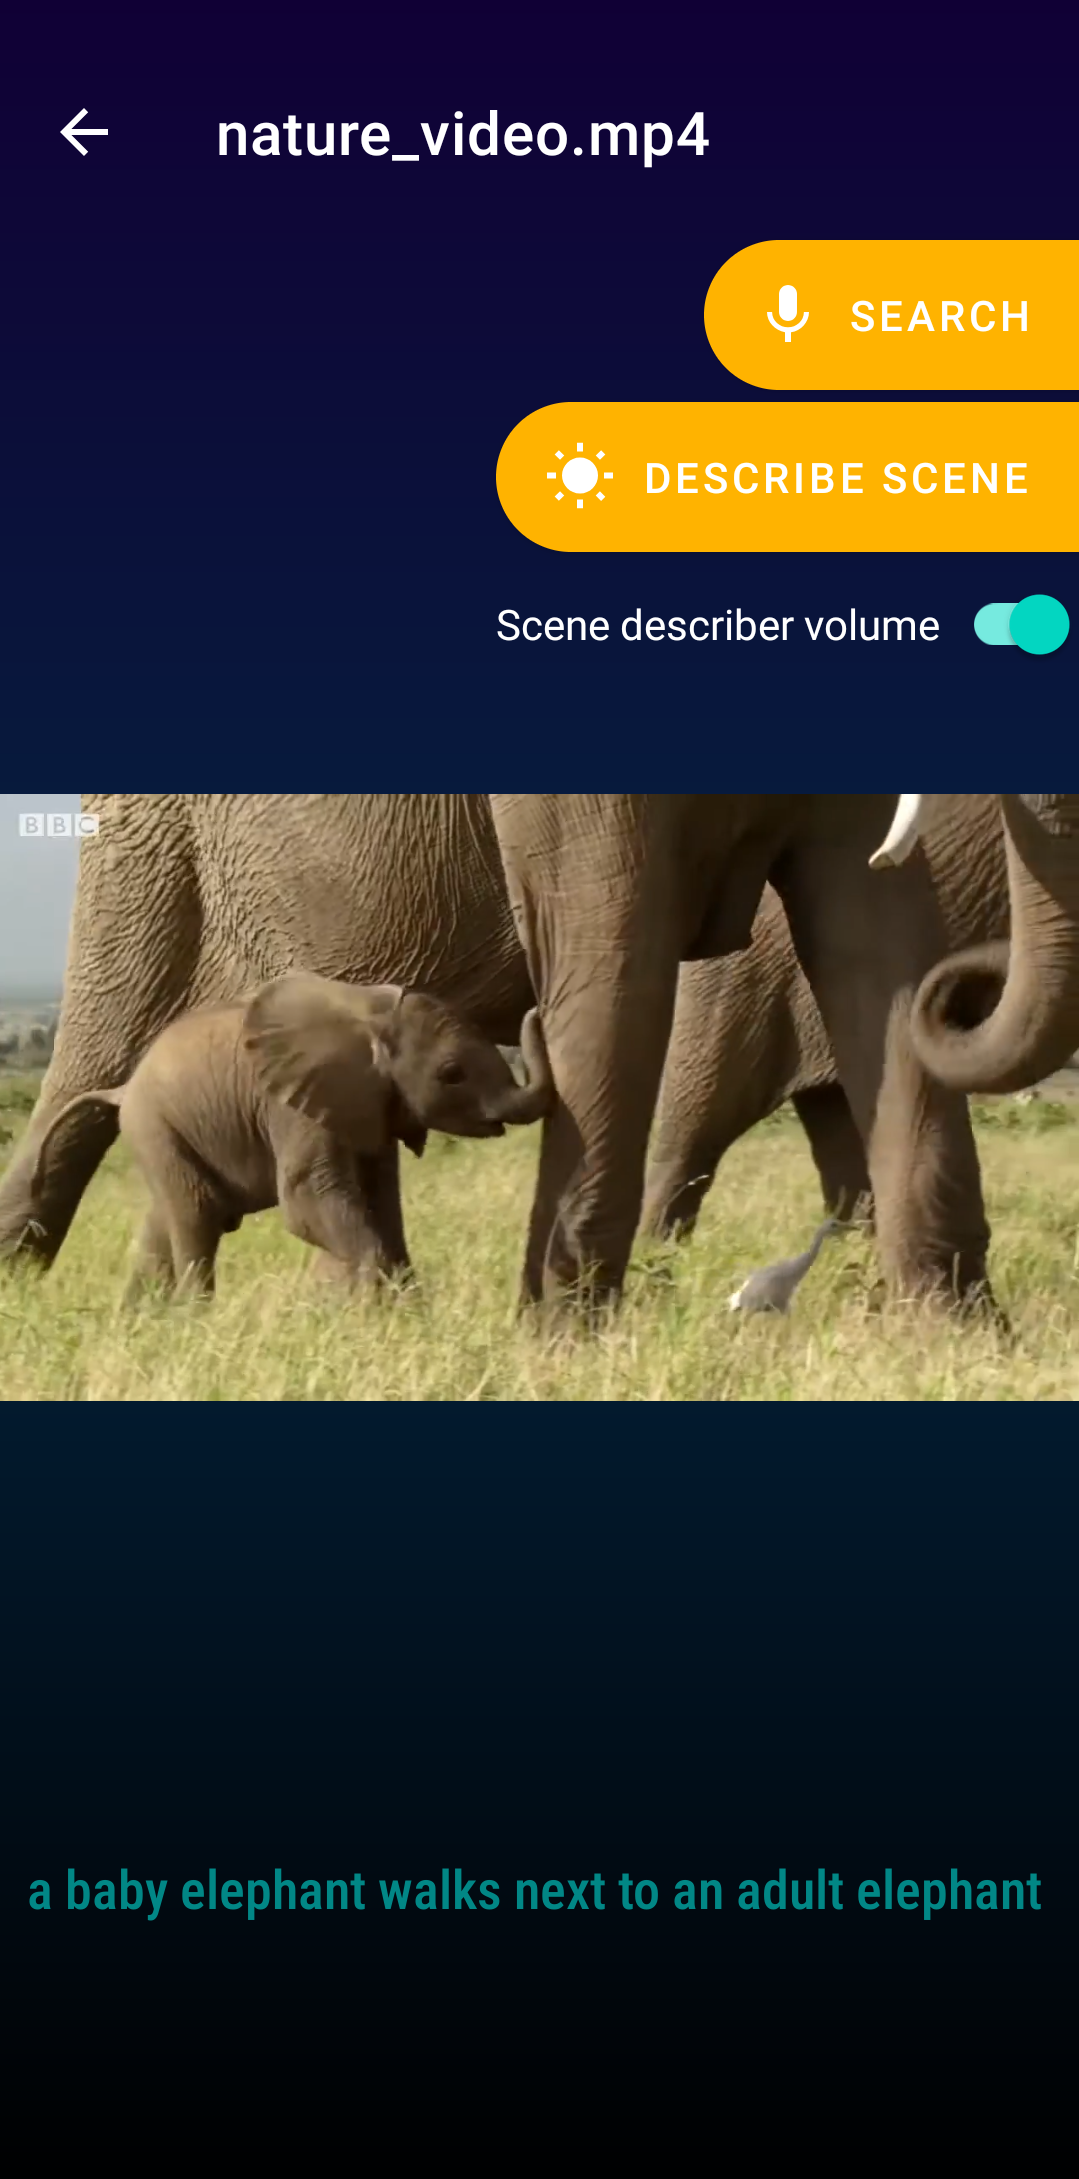 nature_video.mp4
SEARCH
DESCRIBE SCENE
Scene describer volume
BBC
a baby elephant walks next to an adult elephant